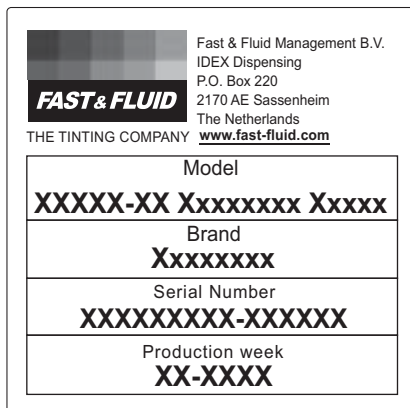 FAST & FLUID
THE TINTING COMPANY
Fast & Fluid Management B.V.
IDEX Dispensing
P.O. Box 220
2170 AE Sassenheim
The Netherlands
www.fast-fluid.com
Model
XXXXX-XX Xxxxxxxx Xxxxx
Brand
Xxxxxxxx
Serial Number
XXXXXXXXX-XXXXXX
Production week
XX-XXXX